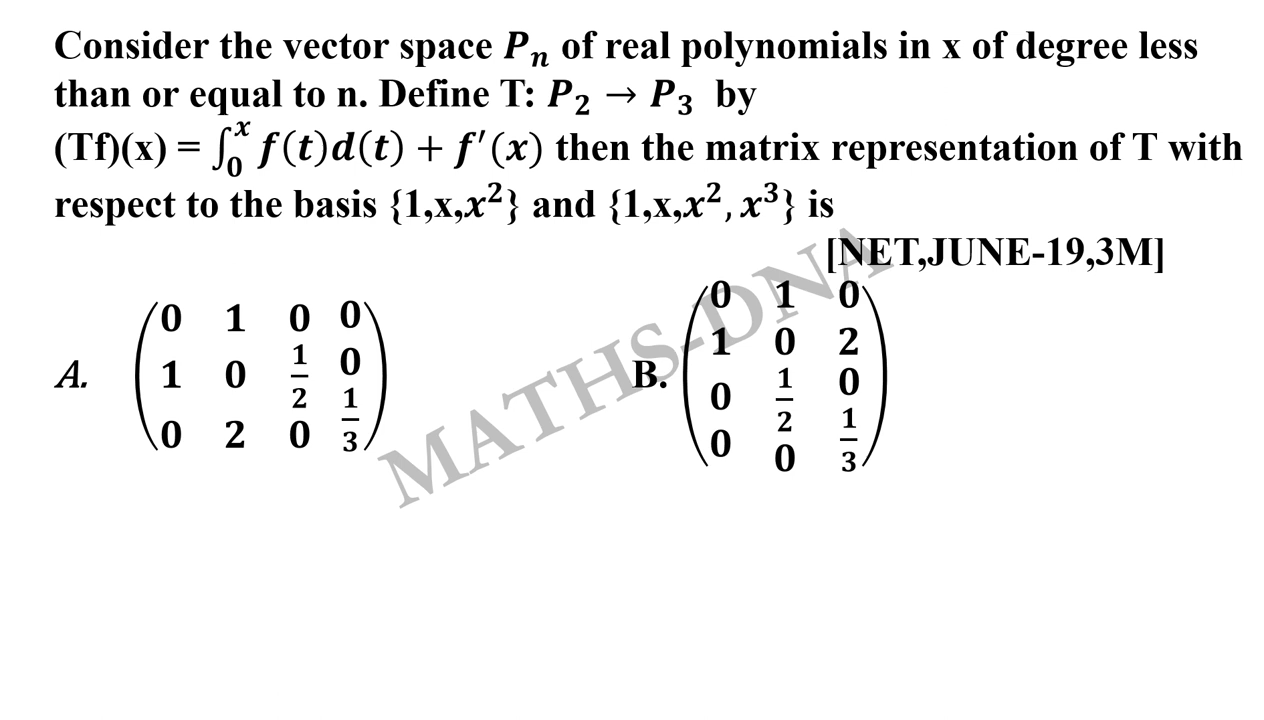 Consider the vector space 𝑷ₙ of real polynomials in x of degree less
than or equal to n. Define T: 𝑷₂ → 𝑷₃ by
(Tf)(x) = ∫₀ˣ 𝒇(𝒕)𝒅(𝒕) + 𝒇′(𝒙) then the matrix representation of T with
respect to the basis {1,x,𝒙²} and {1,x,𝒙², 𝒙³} is
[NET,JUNE-19,3M]
A. (0 1 0 0
1 0 1/2 0
0 2 0 1/3)
B. (0 1 0
1 0 2
0 1/2 0
0 0 1/3)
MATHS-DNA